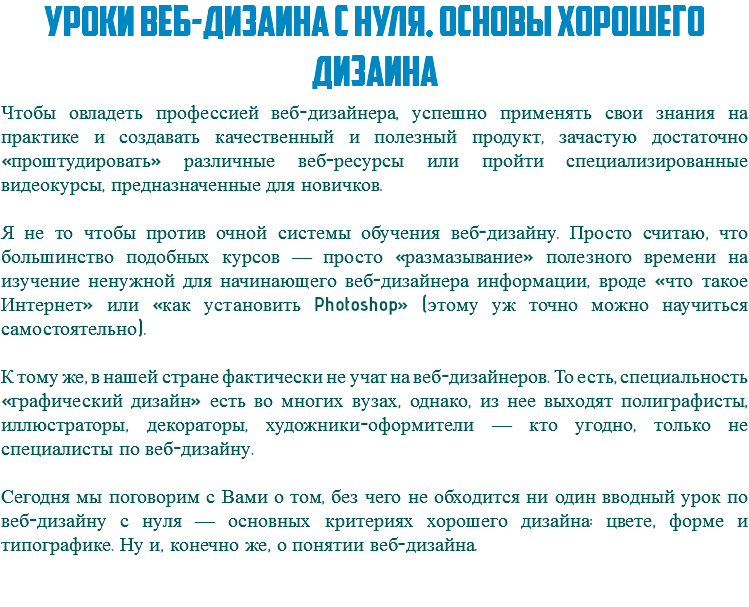 УРОКИ ВЕБ-ДИЗАИНА С НУЛЯ. ОСНОВЫ ХОРОШЕГО
ДИЗАИНА
Чтобы овладеть профессией веб-дизайнера, успешно применять свои знания на
практике и создавать качественный и полезный продукт, зачастую достаточно
«проштудировать» различные веб-ресурсы или пройти специализированные
видеокурсы, предназначенные для новичков.
Я не то чтобы против очной системы обучения веб-дизайну. Просто считаю, что
большинство подобных курсов — просто «размазывание» полезного времени на
изучение ненужной для начинающего веб-дизайнера информации, вроде «что такое
Интернет» или «как установить Photoshop» (этому уж точно можно научиться
самостоятельно).
К тому же, в нашей стране фактически не учат на веб-дизайнеров. То есть, специальность
«графический дизайн» есть во многих вузах, однако, из нее выходят полиграфисты,
иллюстраторы, декораторы, художники-оформители — кто угодно, только не
специалисты по веб-дизайну.
Сегодня мы поговорим с Вами о том, без чего не обходится ни один вводный урок по
веб-дизайну с нуля — основных критериях хорошего дизайна: цвете, форме и
типографике. Ну и, конечно же, о понятии веб-дизайна.